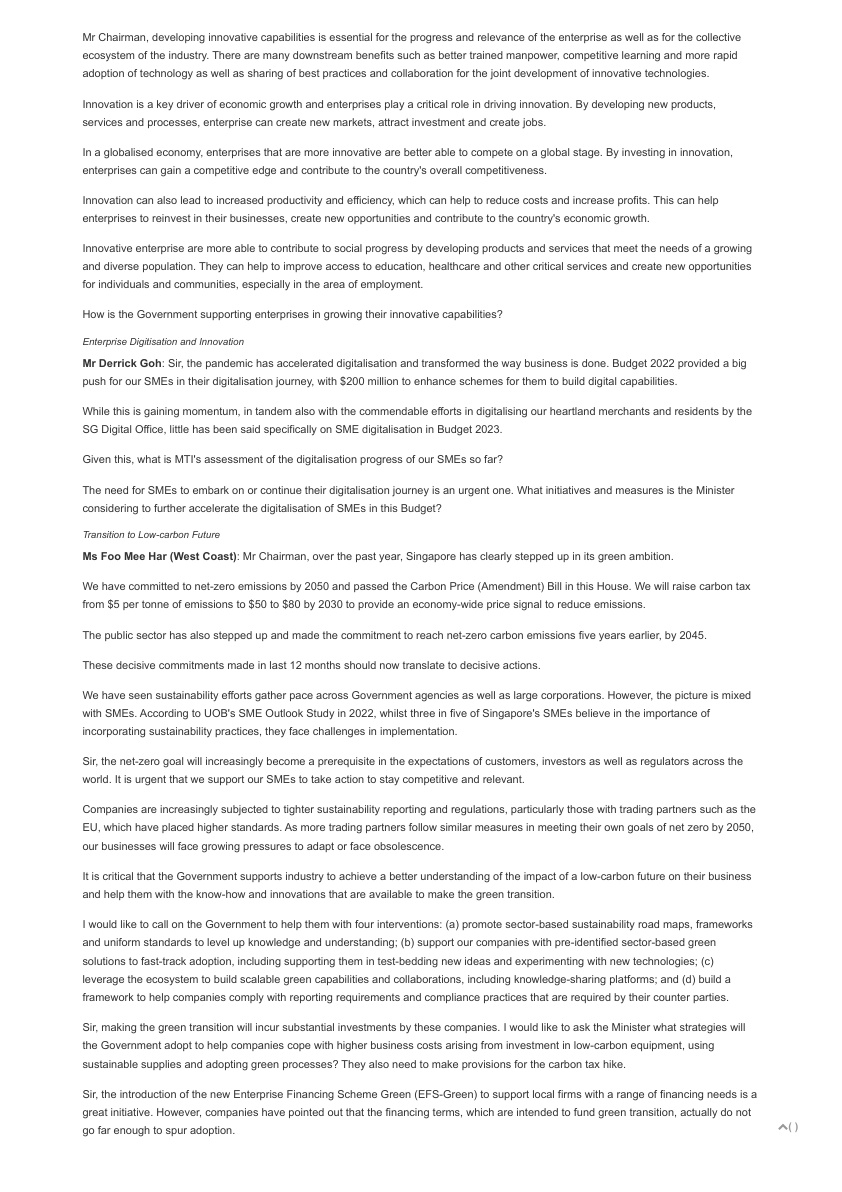 Mr Chairman, developing innovative capabilities is essential for the progress and relevance of the enterprise as well as for the collective
ecosystem of the industry. There are many downstream benefits such as better trained manpower, competitive learning and more rapid
adoption of technology as well as sharing of best practices and collaboration for the joint development of innovative technologies.
Innovation is a key driver of economic growth and enterprises play a critical role in driving innovation. By developing new products,
services and processes, enterprise can create new markets, attract investment and create jobs.
In a globalised economy, enterprises that are more innovative are better able to compete on a global stage. By investing in innovation,
enterprises can gain a competitive edge and contribute to the country's overall competitiveness.
Innovation can also lead to increased productivity and efficiency, which can help to reduce costs and increase profits. This can help
enterprises to reinvest in their businesses, create new opportunities and contribute to the country's economic growth.
Innovative enterprise are more able to contribute to social progress by developing products and services that meet the needs of a growing
and diverse population. They can help to improve access to education, healthcare and other critical services and create new opportunities
for individuals and communities, especially in the area of employment.
How is the Government supporting enterprises in growing their innovative capabilities?
Enterprise Digitisation and Innovation
Mr Derrick Goh: Sir, the pandemic has accelerated digitalisation and transformed the way business is done. Budget 2022 provided a big
push for our SMEs in their digitalisation journey, with $200 million to enhance schemes for them to build digital capabilities.
While this is gaining momentum, in tandem also with the commendable efforts in digitalising our heartland merchants and residents by the
SG Digital Office, little has been said specifically on SME digitalisation in Budget 2023.
Given this, what is MTI's assessment of the digitalisation progress of our SMEs so far?
The need for SMEs to embark on or continue their digitalisation journey is an urgent one. What initiatives and measures is the Minister
considering to further accelerate the digitalisation of SMEs in this Budget?
Transition to Low-carbon Future
Ms Foo Mee Har (West Coast): Mr Chairman, over the past year, Singapore has clearly stepped up in its green ambition.
We have committed to net-zero emissions by 2050 and passed the Carbon Price (Amendment) Bill in this House. We will raise carbon tax
from $5 per tonne of emissions to $50 to $80 by 2030 to provide an economy-wide price signal to reduce emissions.
The public sector has also stepped up and made the commitment to reach net-zero carbon emissions five years earlier, by 2045.
These decisive commitments made in last 12 months should now translate to decisive actions.
We have seen sustainability efforts gather pace across Government agencies as well as large corporations. However, the picture is mixed
with SMEs. According to UOB's SME Outlook Study in 2022, whilst three in five of Singapore's SMEs believe in the importance of
incorporating sustainability practices, they face challenges in implementation.
Sir, the net-zero goal will increasingly become a prerequisite in the expectations of customers, investors as well as regulators across the
world. It is urgent that we support our SMEs to take action to stay competitive and relevant.
Companies are increasingly subjected to tighter sustainability reporting and regulations, particularly those with trading partners such as the
EU, which have placed higher standards. As more trading partners follow similar measures in meeting their own goals of net zero by 2050,
our businesses will face growing pressures to adapt or face obsolescence.
It is critical that the Government supports industry to achieve a better understanding of the impact of a low-carbon future on their business
and help them with the know-how and innovations that are available to make the green transition.
I would like to call on the Government to help them with four interventions: (a) promote sector-based sustainability road maps, frameworks
and uniform standards to level up knowledge and understanding; (b) support our companies with pre-identified sector-based green
solutions to fast-track adoption, including supporting them in test-bedding new ideas and experimenting with new technologies; (c)
leverage the ecosystem to build scalable green capabilities and collaborations, including knowledge-sharing platforms; and (d) build a
framework to help companies comply with reporting requirements and compliance practices that are required by their counter parties.
Sir, making the green transition will incur substantial investments by these companies. I would like to ask the Minister what strategies will
the Government adopt to help companies cope with higher business costs arising from investment in low-carbon equipment, using
sustainable supplies and adopting green processes? They also need to make provisions for the carbon tax hike.
Sir, the introduction of the new Enterprise Financing Scheme Green (EFS-Green) to support local firms with a range of financing needs is a
great initiative. However, companies have pointed out that the financing terms, which are intended to fund green transition, actually do not
go far enough to spur adoption.
( )